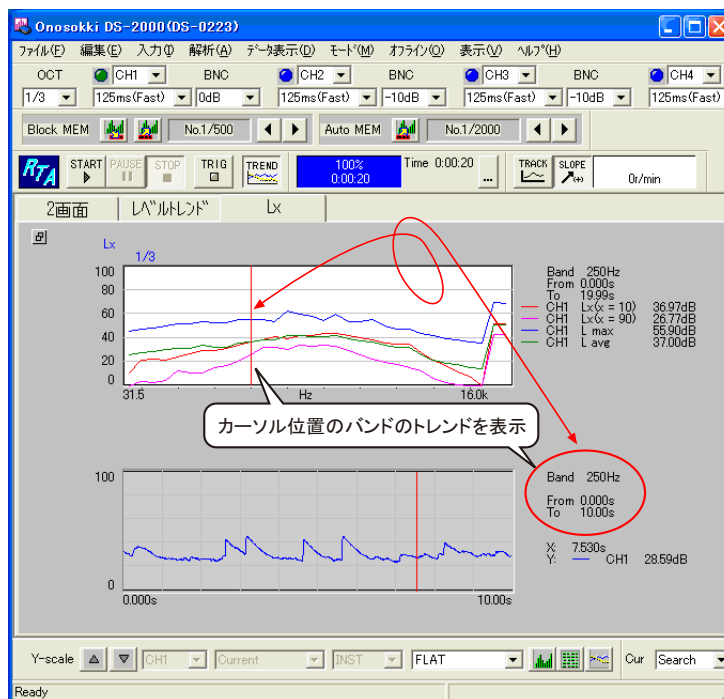 Onosokki DS-2000(DS-0223)
ファイル(F) 編集(E) 入力(I) 解析(A) データ表示(D) モード(M) オフライン(O) 表示(V) ヘルプ(H)
OCT CH1 BNC CH2 BNC CH3 BNC CH4
1/3 125ms(Fast) 0dB 125ms(Fast) -10dB 125ms(Fast) -10dB 125ms(Fast)
Block MEM No.1/500 Auto MEM No.1/2000
RTA START PAUSE STOP TRIG TREND 100% 0:00:20 Time 0:00:20 ... TRACK SLOPE 0r/min
2画面 レベルトレンド Lx
Lx
1/3
100
80
60
40
20
0
31.5 Hz 16.0k
Band 250Hz
From 0.000s
To 19.99s
CH1 Lx(x = 10) 36.97dB
CH1 Lx(x = 90) 26.77dB
CH1 L max 55.90dB
CH1 L avg 37.00dB
カーソル位置のバンドのトレンドを表示
100
0
0.000s 10.00s
Band 250Hz
From 0.000s
To 10.00s
X: 7.530s
Y: CH1 28.59dB
Y-scale CH1 Current INST FLAT Cur Search
Ready